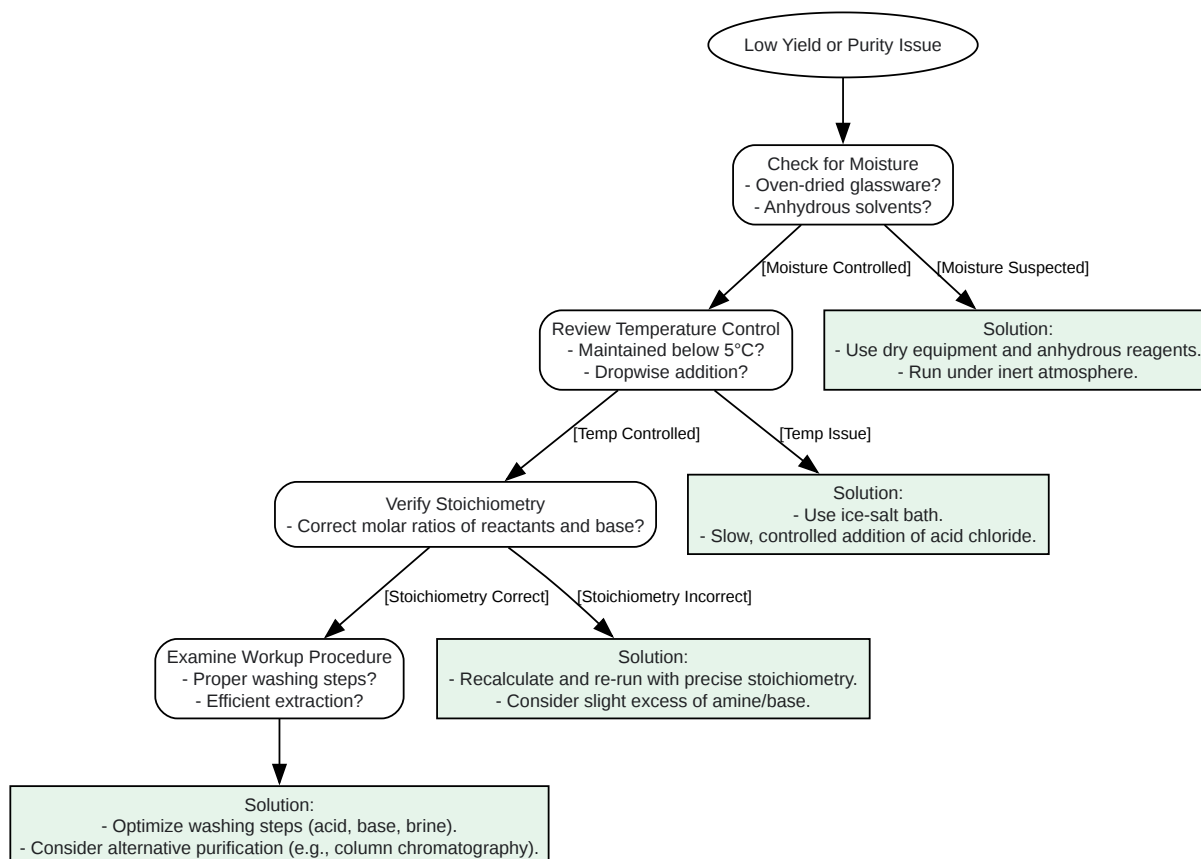 Low Yield or Purity Issue
Check for Moisture
- Oven-dried glassware?
- Anhydrous solvents?
[Moisture Controlled]
[Moisture Suspected]
Review Temperature Control
- Maintained below 5°C?
- Dropwise addition?
Solution:
- Use dry equipment and anhydrous reagents.
- Run under inert atmosphere.
[Temp Controlled]
[Temp Issue]
Verify Stoichiometry
- Correct molar ratios of reactants and base?
Solution:
- Use ice-salt bath.
- Slow, controlled addition of acid chloride.
[Stoichiometry Correct]
[Stoichiometry Incorrect]
Examine Workup Procedure
- Proper washing steps?
- Efficient extraction?
Solution:
- Recalculate and re-run with precise stoichiometry.
- Consider slight excess of amine/base.
Solution:
- Optimize washing steps (acid, base, brine).
- Consider alternative purification (e.g., column chromatography).